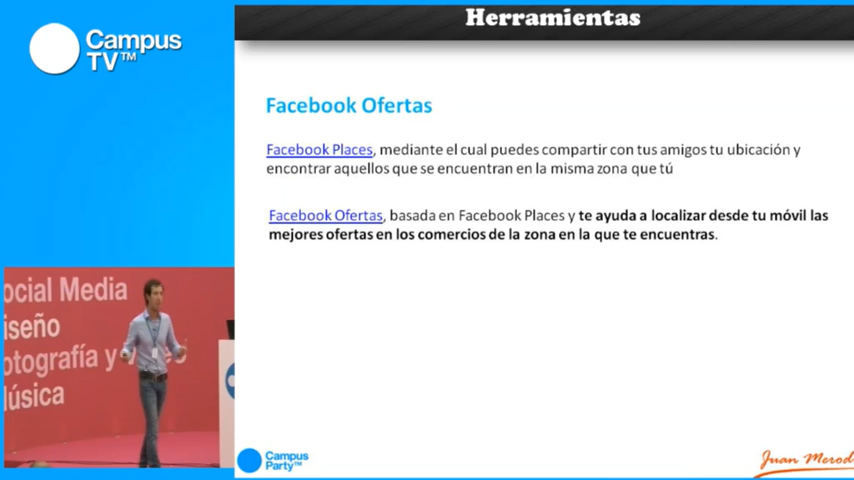 Campus
TV™
Herramientas
Facebook Ofertas
Facebook Places, mediante el cual puedes compartir con tus amigos tu ubicación y
encontrar aquellos que se encuentran en la misma zona que tú
Facebook Ofertas, basada en Facebook Places y te ayuda a localizar desde tu móvil las
mejores ofertas en los comercios de la zona en la que te encuentras.
ocial Media
iseño
otografía y
úsica
Campus
Party™
Juan Merod